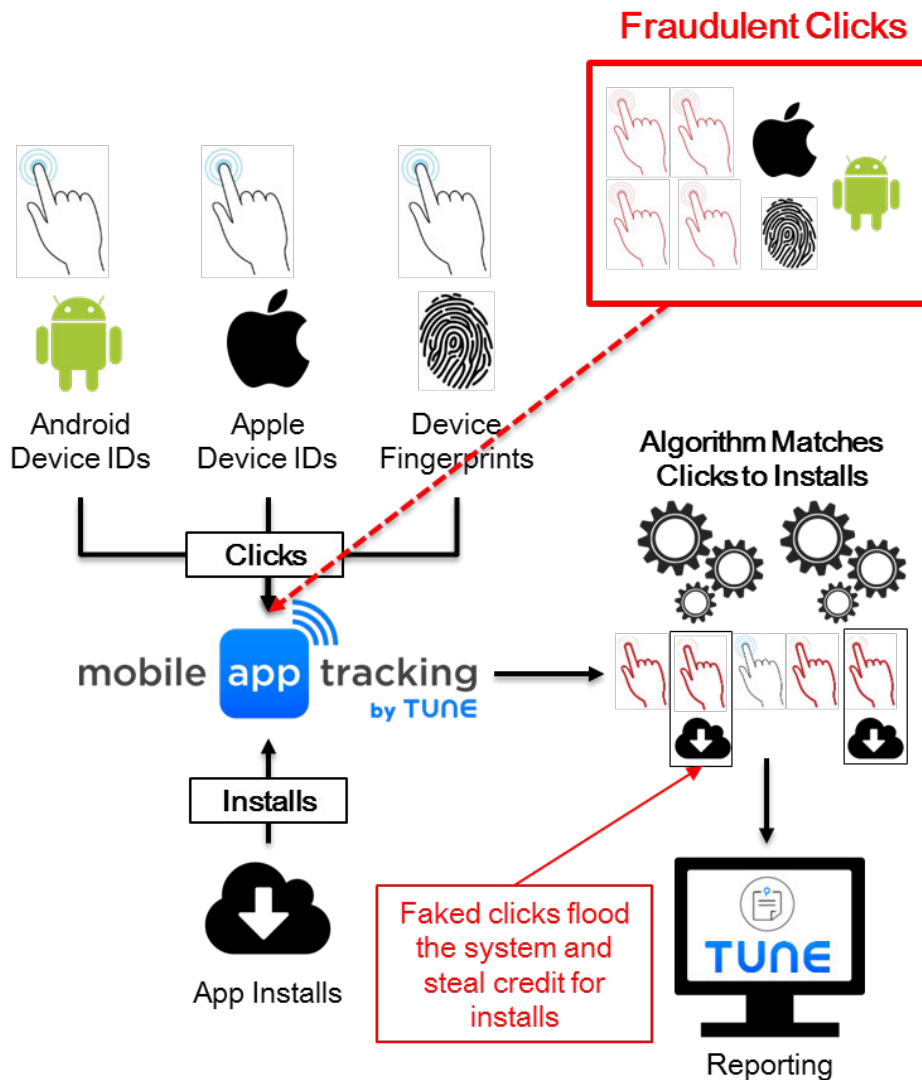 Fraudulent Clicks
Android
Device IDs
Apple
Device IDs
Device
Fingerprints
Clicks
Algorithm Matches
Clicks to Installs
mobile app tracking
by TUNE
Installs
App Installs
Faked clicks flood
the system and
steal credit for
installs
TUNE
Reporting